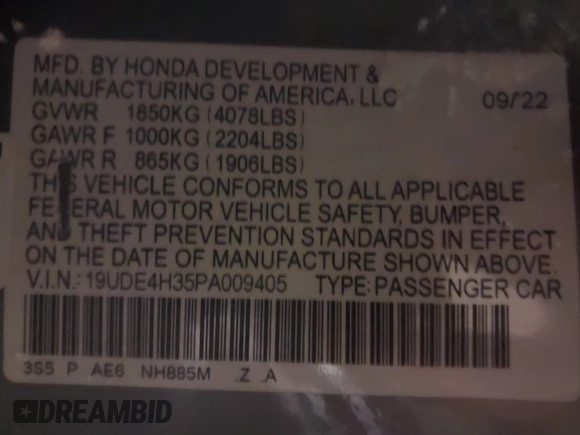 MFD. BY HONDA DEVELOPMENT &
MANUFACTURING OF AMERICA, LLC 09/22
GVWR 1850KG (4078LBS)
GAWR F 1000KG (2204LBS)
GAWR R 865KG (1906LBS)
THIS VEHICLE CONFORMS TO ALL APPLICABLE
FEDERAL MOTOR VEHICLE SAFETY, BUMPER,
AND THEFT PREVENTION STANDARDS IN EFFECT
ON THE DATE OF MANUFACTURE SHOWN ABOVE.
V.I.N.: 19UDE4H35PA009405 TYPE: PASSENGER CAR
3S5 P AE6 NH885M .Z .A
DREAMBID